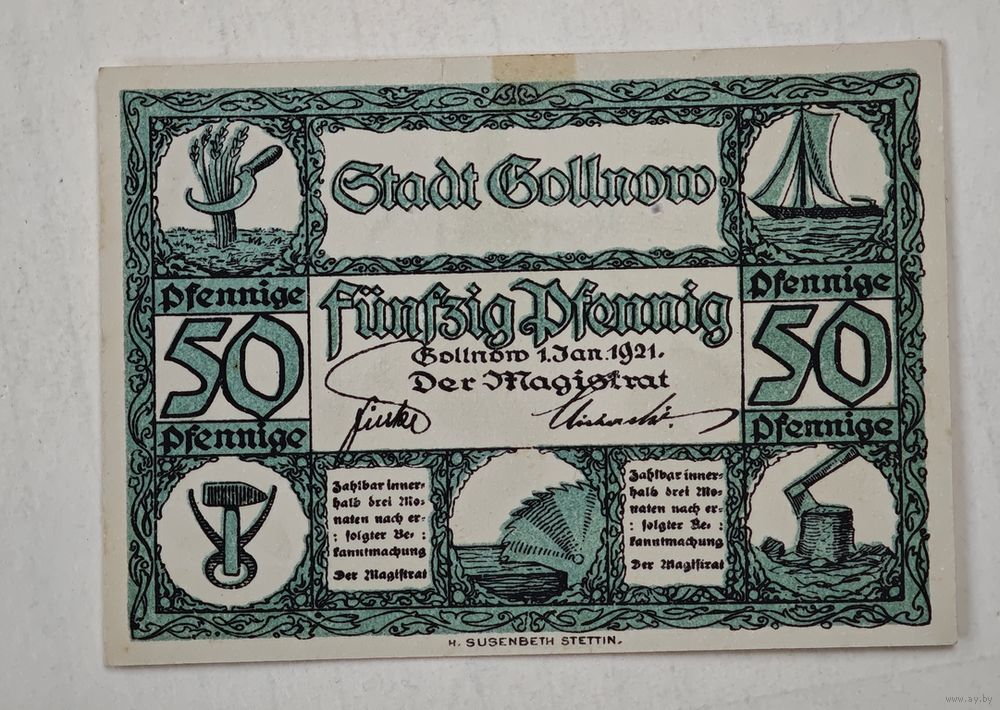 Stadt Gollnow
Pfennige
50
Pfennige
Fünfzig Pfennig
Gollnow 1. Jan. 1921.
Der Magistrat
Pfennige
50
Pfennige
Zahlbar inner=
halb drei Mo=
naten nach er=
: folgter Be= :
kanntmachung
Der Magistrat
Zahlbar inner=
halb drei Mo=
naten nach er=
: folgter Be= :
kanntmachung
Der Magistrat
H. SUSENBETH STETTIN.
www.ay.by